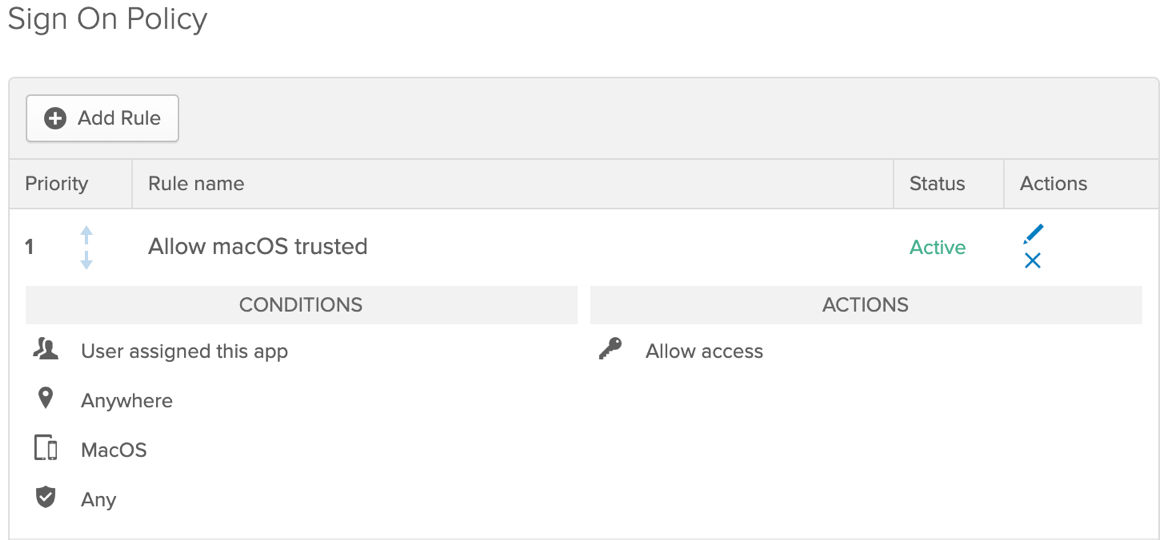 Sign On Policy
Add Rule
Priority Rule name Status Actions
1 Allow macOS trusted Active
CONDITIONS ACTIONS
User assigned this app Allow access
Anywhere
MacOS
Any